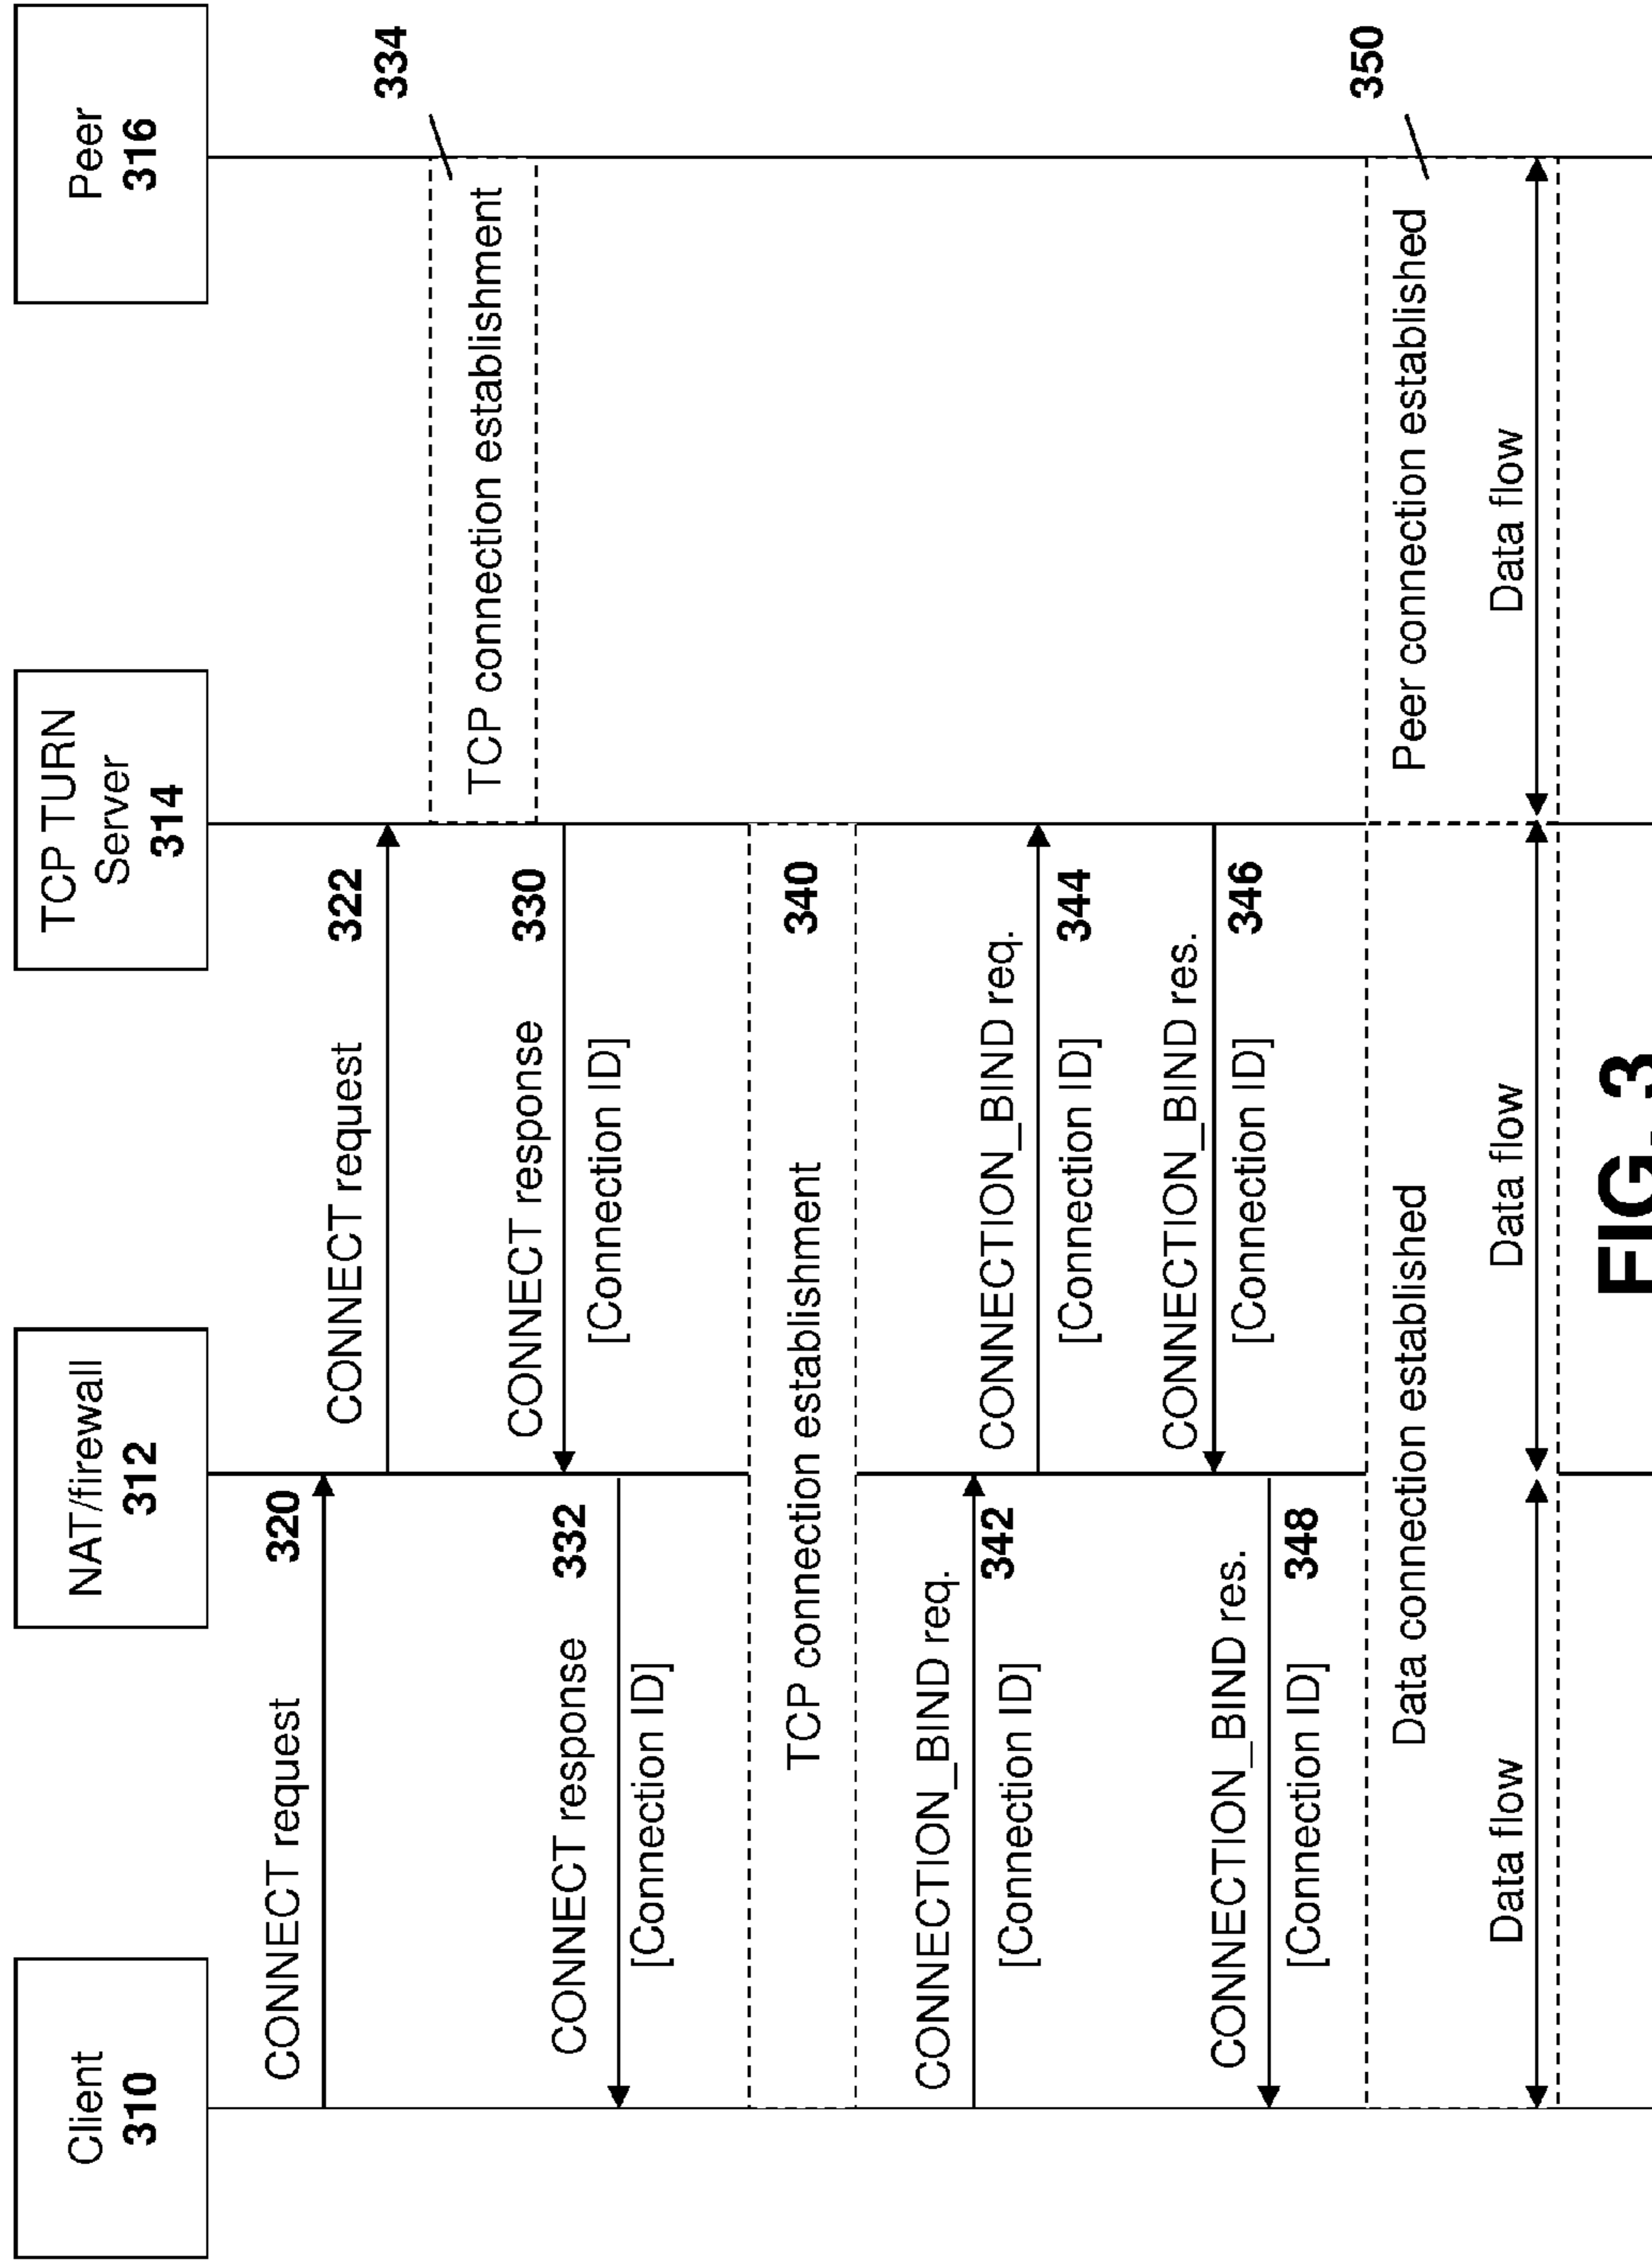 Client
310
NAT/firewall
312
TCP TURN
Server
314
Peer
316
CONNECT request
320
CONNECT request
322
334
TCP connection establishment
CONNECT response
330
[Connection ID]
CONNECT response
332
[Connection ID]
TCP connection establishment
340
CONNECTION_BIND req.
342
[Connection ID]
CONNECTION_BIND req.
344
[Connection ID]
CONNECTION_BIND res.
346
[Connection ID]
CONNECTION_BIND res.
348
[Connection ID]
350
Data connection established
Peer connection established
Data flow
Data flow
Data flow
FIG. 3